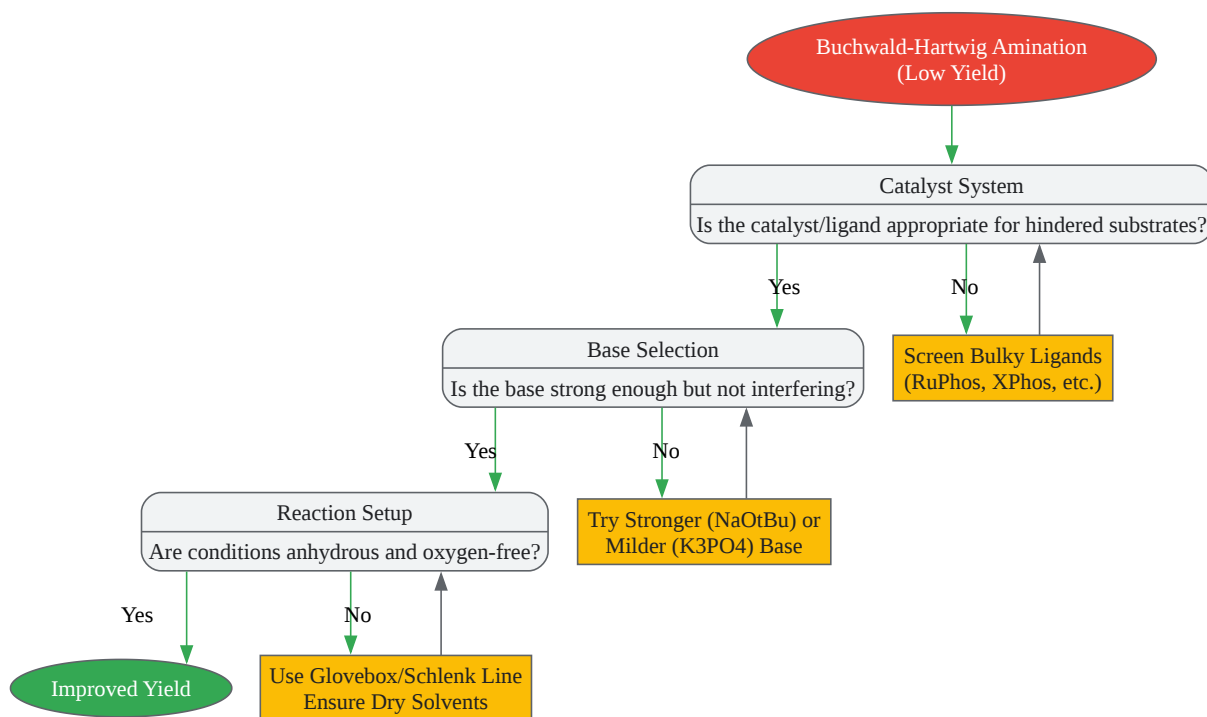 Buchwald-Hartwig Amination
(Low Yield)
Catalyst System
Is the catalyst/ligand appropriate for hindered substrates?
Yes
No
Base Selection
Is the base strong enough but not interfering?
Screen Bulky Ligands
(RuPhos, XPhos, etc.)
Yes
No
Reaction Setup
Are conditions anhydrous and oxygen-free?
Try Stronger (NaOtBu) or
Milder (K3PO4) Base
Yes
No
Improved Yield
Use Glovebox/Schlenk Line
Ensure Dry Solvents